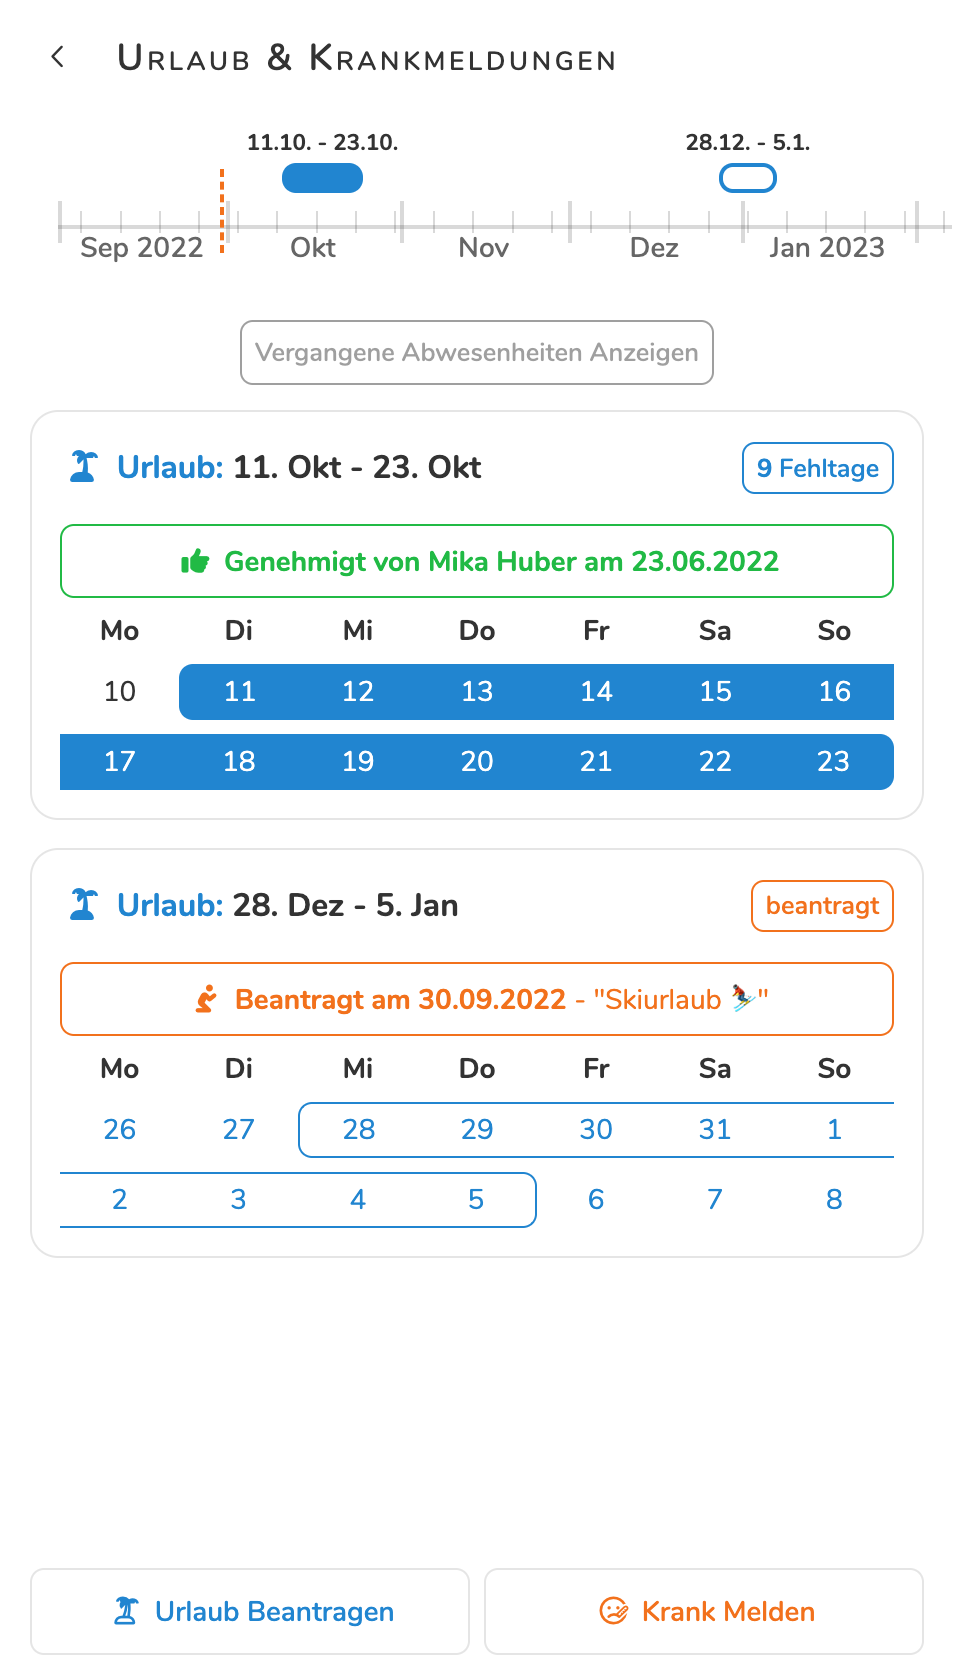 Urlaub & Krankmeldungen
11.10. - 23.10. 28.12. - 5.1.
Sep 2022 Okt Nov Dez Jan 2023
Vergangene Abwesenheiten Anzeigen
Urlaub: 11. Okt - 23. Okt 9 Fehltage
Genehmigt von Mika Huber am 23.06.2022
Mo Di Mi Do Fr Sa So
10 11 12 13 14 15 16
17 18 19 20 21 22 23
Urlaub: 28. Dez - 5. Jan beantragt
Beantragt am 30.09.2022 - "Skiurlaub ⛷️"
Mo Di Mi Do Fr Sa So
26 27 28 29 30 31 1
2 3 4 5 6 7 8
Urlaub Beantragen Krank Melden